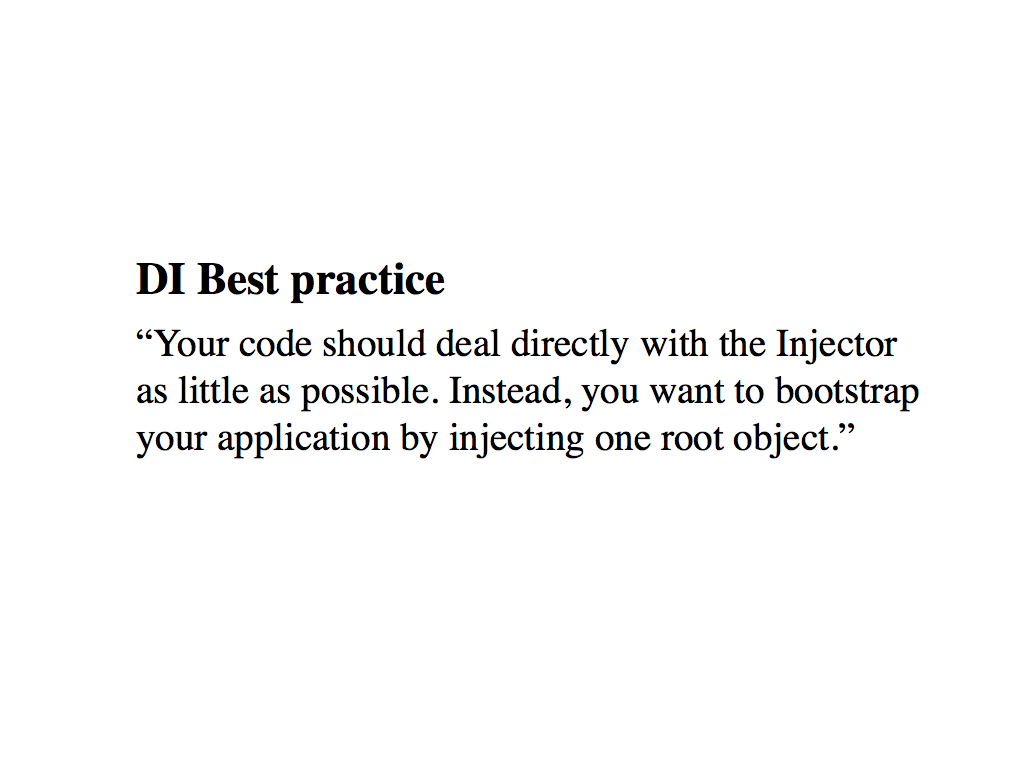 DI Best practice
“Your code should deal directly with the Injector
as little as possible. Instead, you want to bootstrap
your application by injecting one root object.”